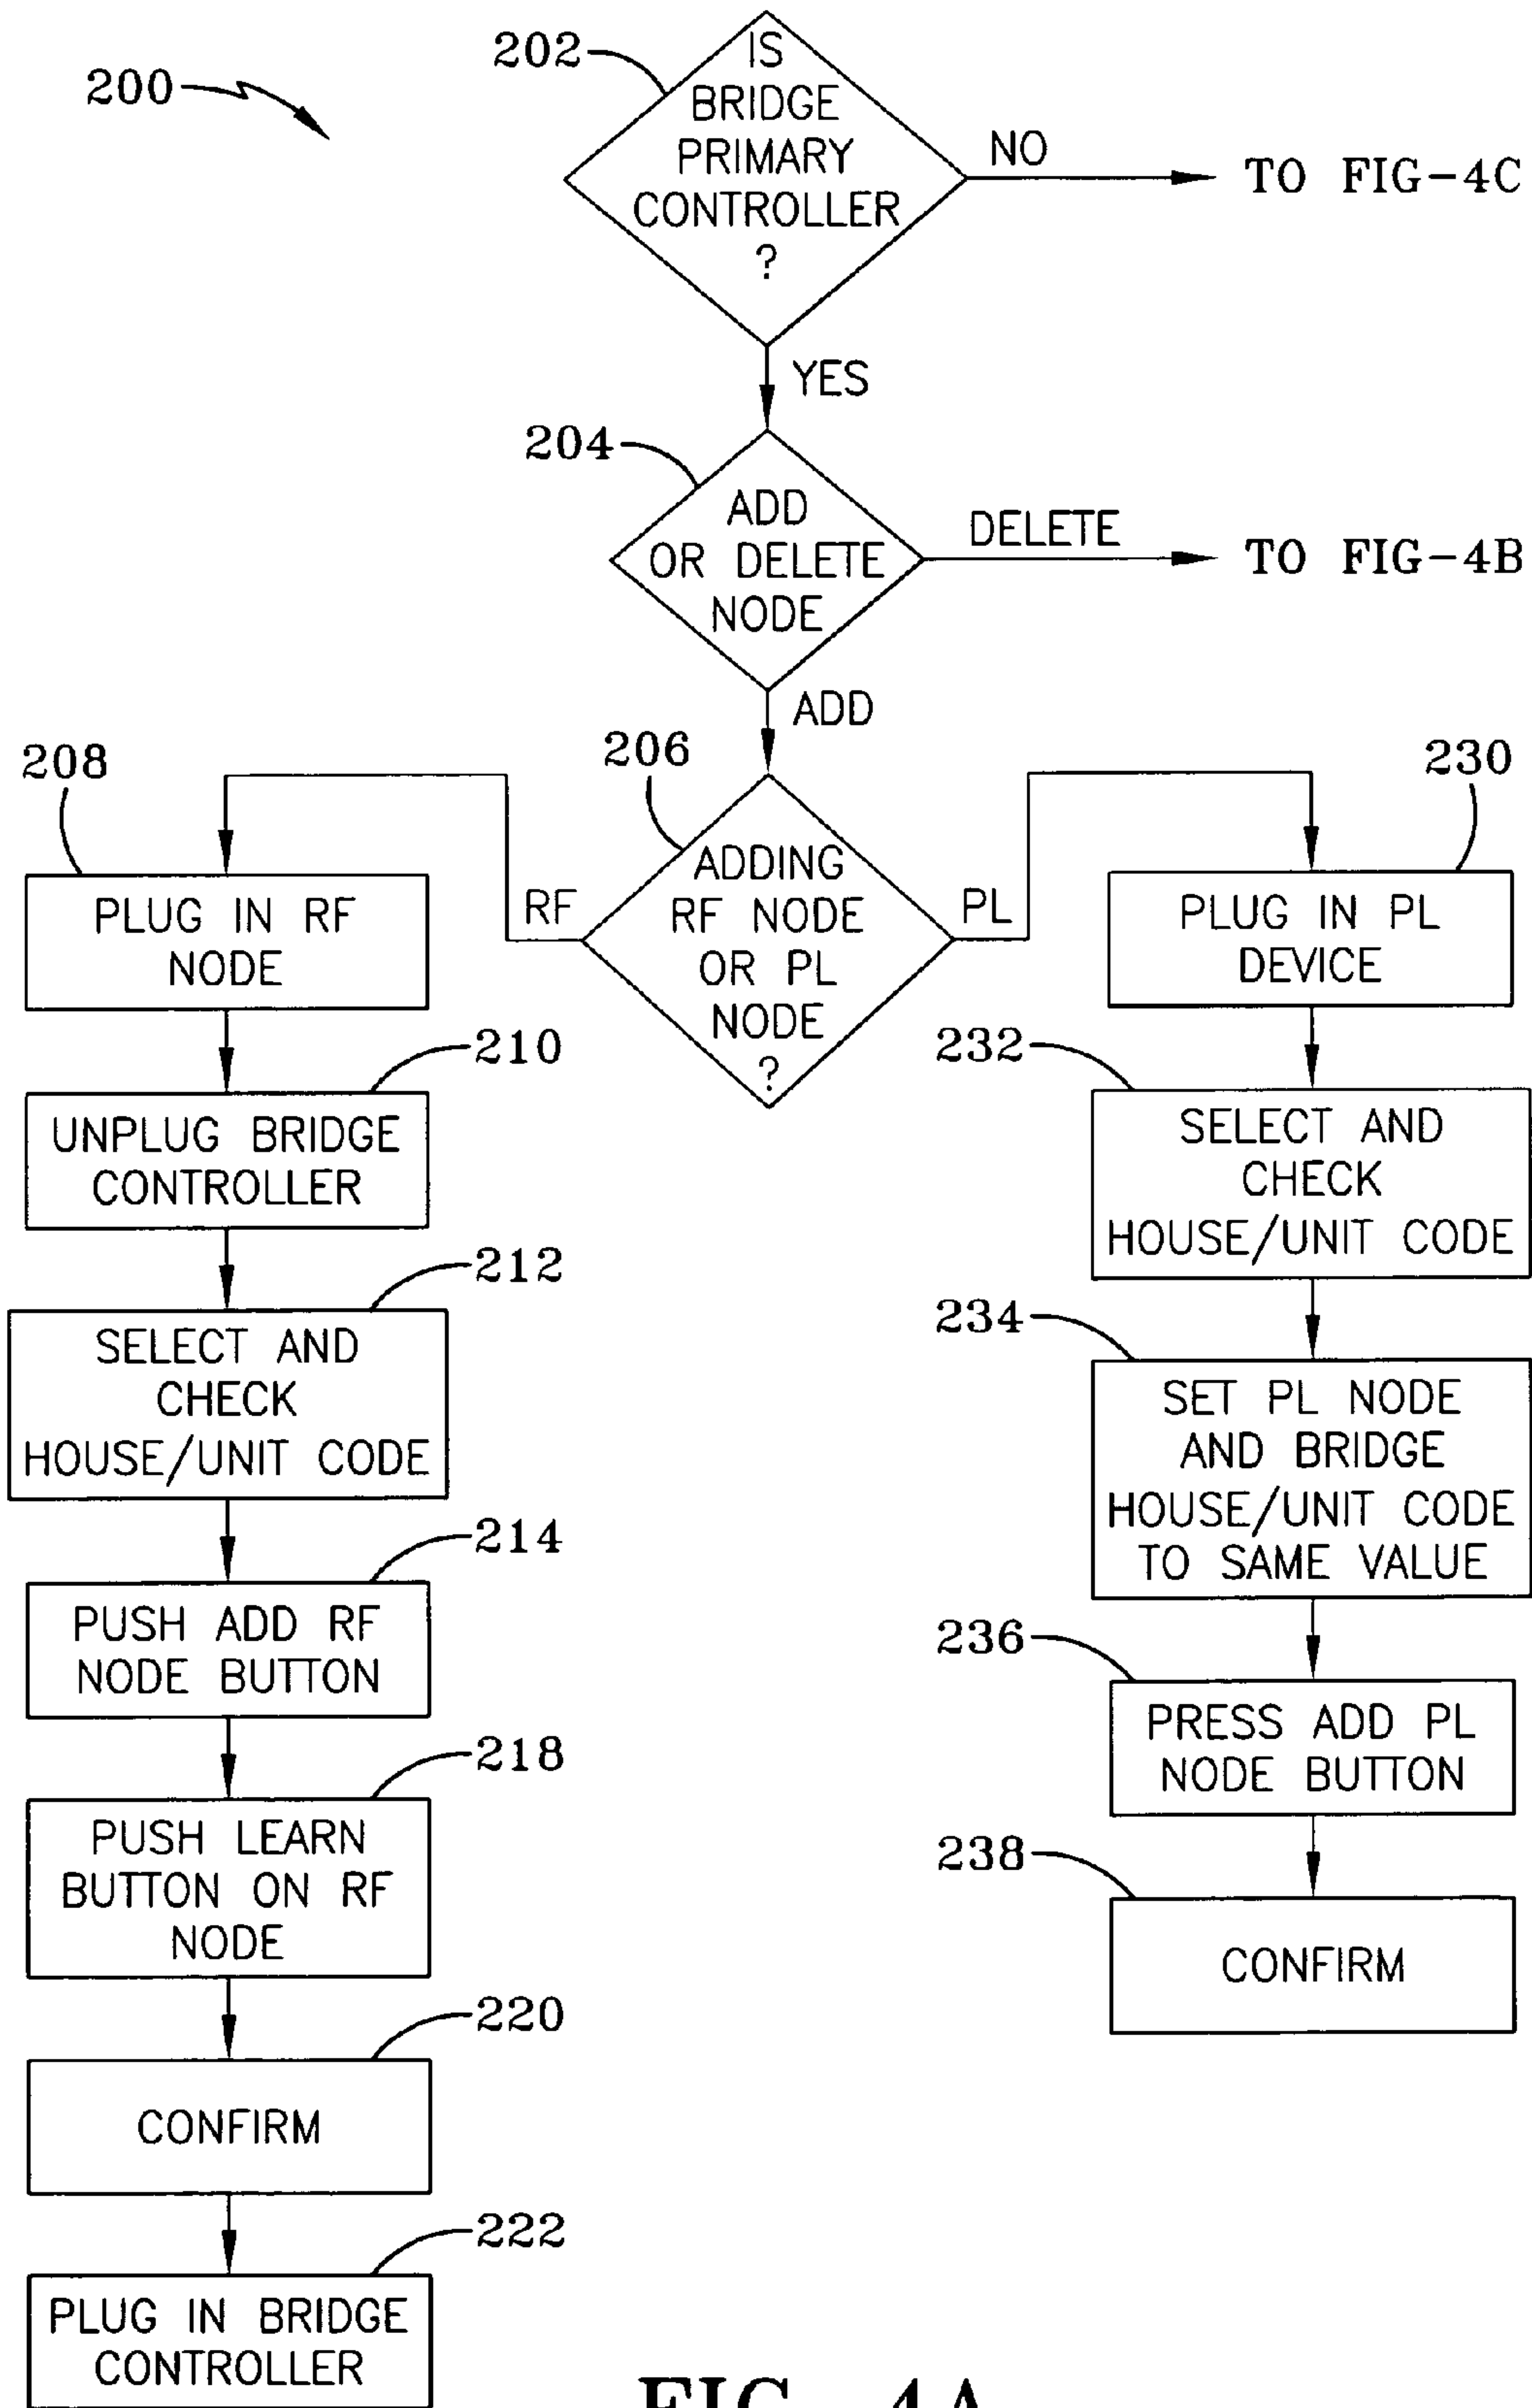 200
202
IS
BRIDGE
PRIMARY
CONTROLLER
?
NO
TO FIG-4C
YES
204
ADD
OR DELETE
NODE
DELETE
TO FIG-4B
ADD
206
ADDING
RF NODE
OR PL
NODE
?
RF
PL
208
PLUG IN RF
NODE
210
UNPLUG BRIDGE
CONTROLLER
212
SELECT AND
CHECK
HOUSE/UNIT CODE
214
PUSH ADD RF
NODE BUTTON
218
PUSH LEARN
BUTTON ON RF
NODE
220
CONFIRM
222
PLUG IN BRIDGE
CONTROLLER
230
PLUG IN PL
DEVICE
232
SELECT AND
CHECK
HOUSE/UNIT CODE
234
SET PL NODE
AND BRIDGE
HOUSE/UNIT CODE
TO SAME VALUE
236
PRESS ADD PL
NODE BUTTON
238
CONFIRM
FIG-4A